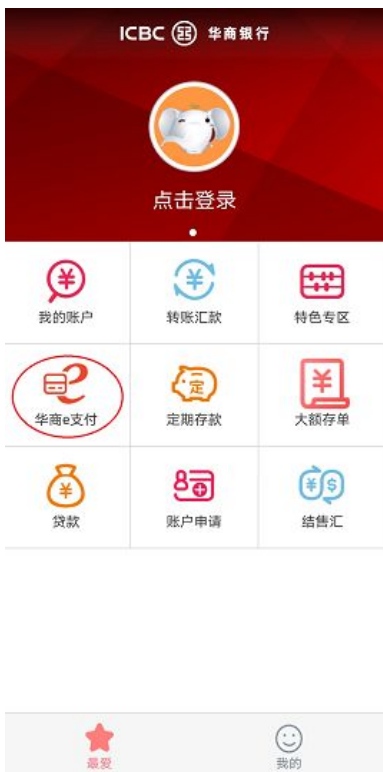 ICBC 华商银行
点击登录
我的账户 转账汇款 特色专区
华商e支付 定期存款 大额存单
贷款 账户申请 结售汇
最爱 我的